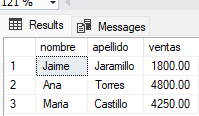 121 %
Results Messages
nombre apellido ventas
1 Jaime Jaramillo 1800.00
2 Ana Torres 4800.00
3 Maria Castillo 4250.00